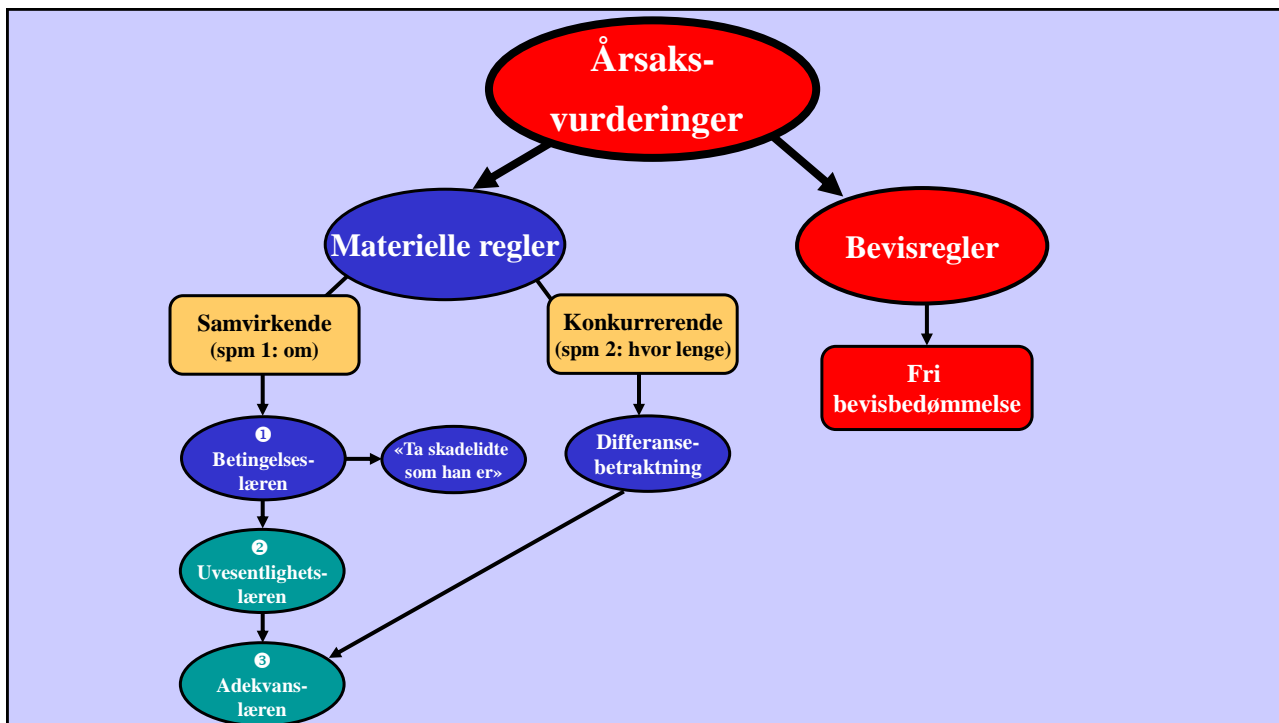 Årsaks-
vurderinger
Materielle regler
Bevisregler
Samvirkende
(spm 1: om)
Konkurrerende
(spm 2: hvor lenge)
Fri
bevisbedømmelse
❶
Betingelses-
læren
«Ta skadelidte
som han er»
Differanse-
betraktning
❷
Uvesentlighets-
læren
❸
Adekvans-
læren